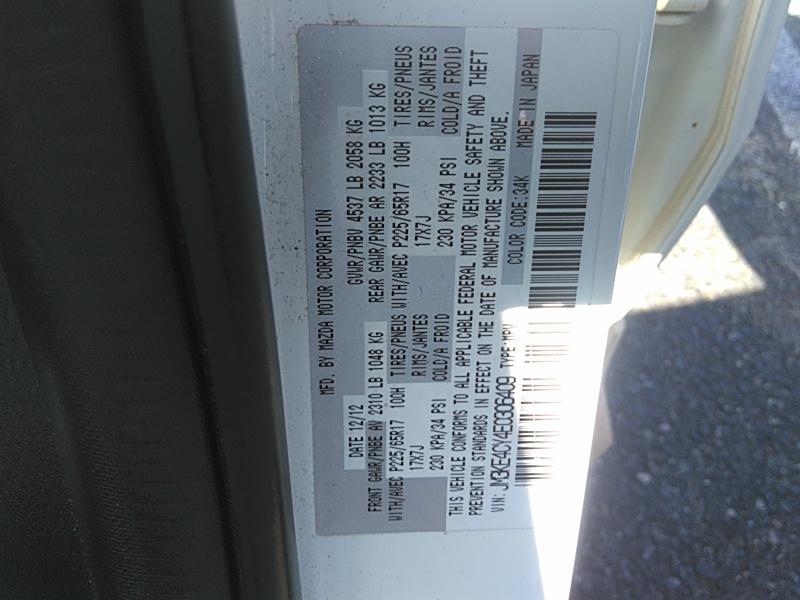 MFD. BY MAZDA MOTOR CORPORATION
DATE 12/12 GVWR/PNBV 4537 LB 2058 KG
FRONT GAWR/PNBE AV 2310 LB 1048 KG REAR GAWR/PNBE AR 2233 LB 1013 KG
WITH/AVEC P225/65R17 100H TIRES/PNEUS WITH/AVEC P225/65R17 100H TIRES/PNEUS
17X7J RIMS/JANTES 17X7J RIMS/JANTES
230 KPA/34 PSI COLD/A FROID 230 KPA/34 PSI COLD/A FROID
THIS VEHICLE CONFORMS TO ALL APPLICABLE FEDERAL MOTOR VEHICLE SAFETY AND THEFT
PREVENTION STANDARDS IN EFFECT ON THE DATE OF MANUFACTURE SHOWN ABOVE.
VIN: JM3KE4CY4E0306409 TYPE:MPV COLOR CODE:34K MADE IN JAPAN